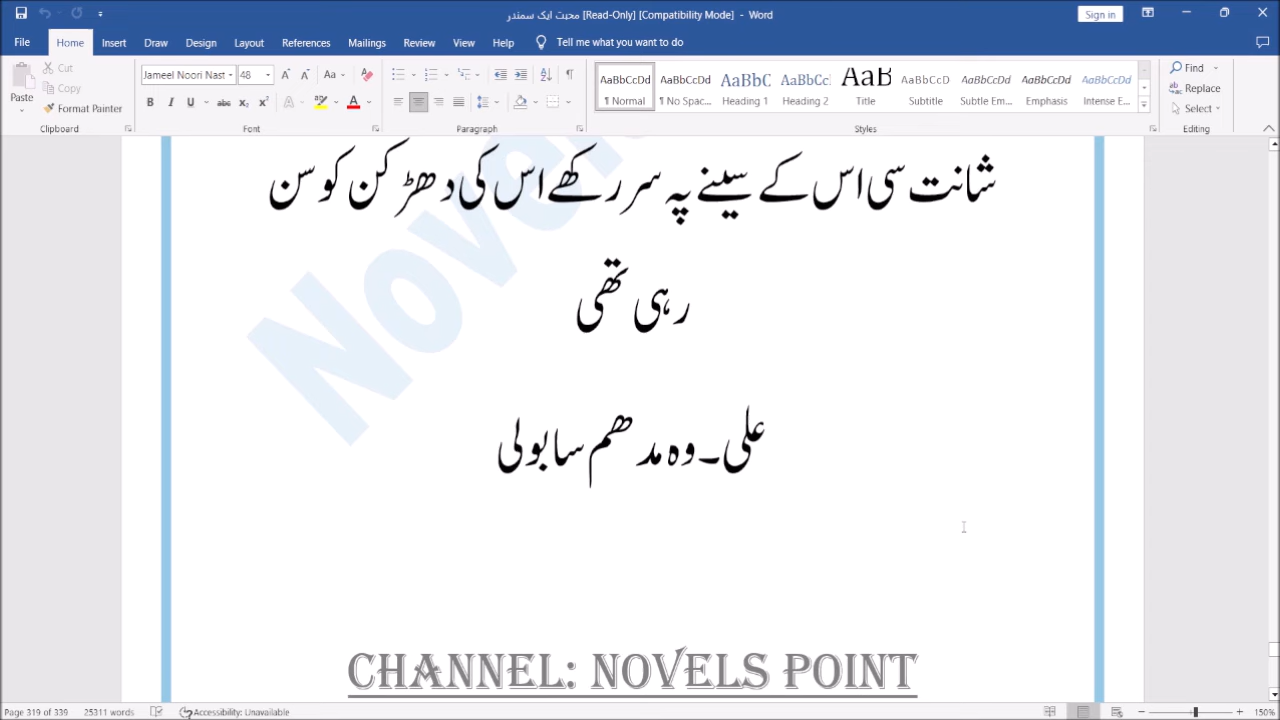 محبت ایک سمندر [Read-Only] [Compatibility Mode] - Word
Sign in
File Home Insert Draw Design Layout References Mailings Review View Help Tell me what you want to do
Paste
Cut
Copy
Format Painter
Clipboard
Jameel Noori Nast 48
Font
Paragraph
AaBbCcDd AaBbCcDd AaBbC AaBbCc AaB AaBbCcD AaBbCcDd AaBbCcDd AaBbCcDd
¶ Normal ¶ No Spac... Heading 1 Heading 2 Title Subtitle Subtle Em... Emphasis Intense E...
Styles
Find
Replace
Select
Editing
شانت سی اس کے سینے پہ سر رکھے اس کی دھڑکن کو سن
رہی تھی
علی۔ وہ مدھم سا بولی
Novel
CHANNEL: NOVELS POINT
Page 319 of 339 25311 words Accessibility: Unavailable 150%